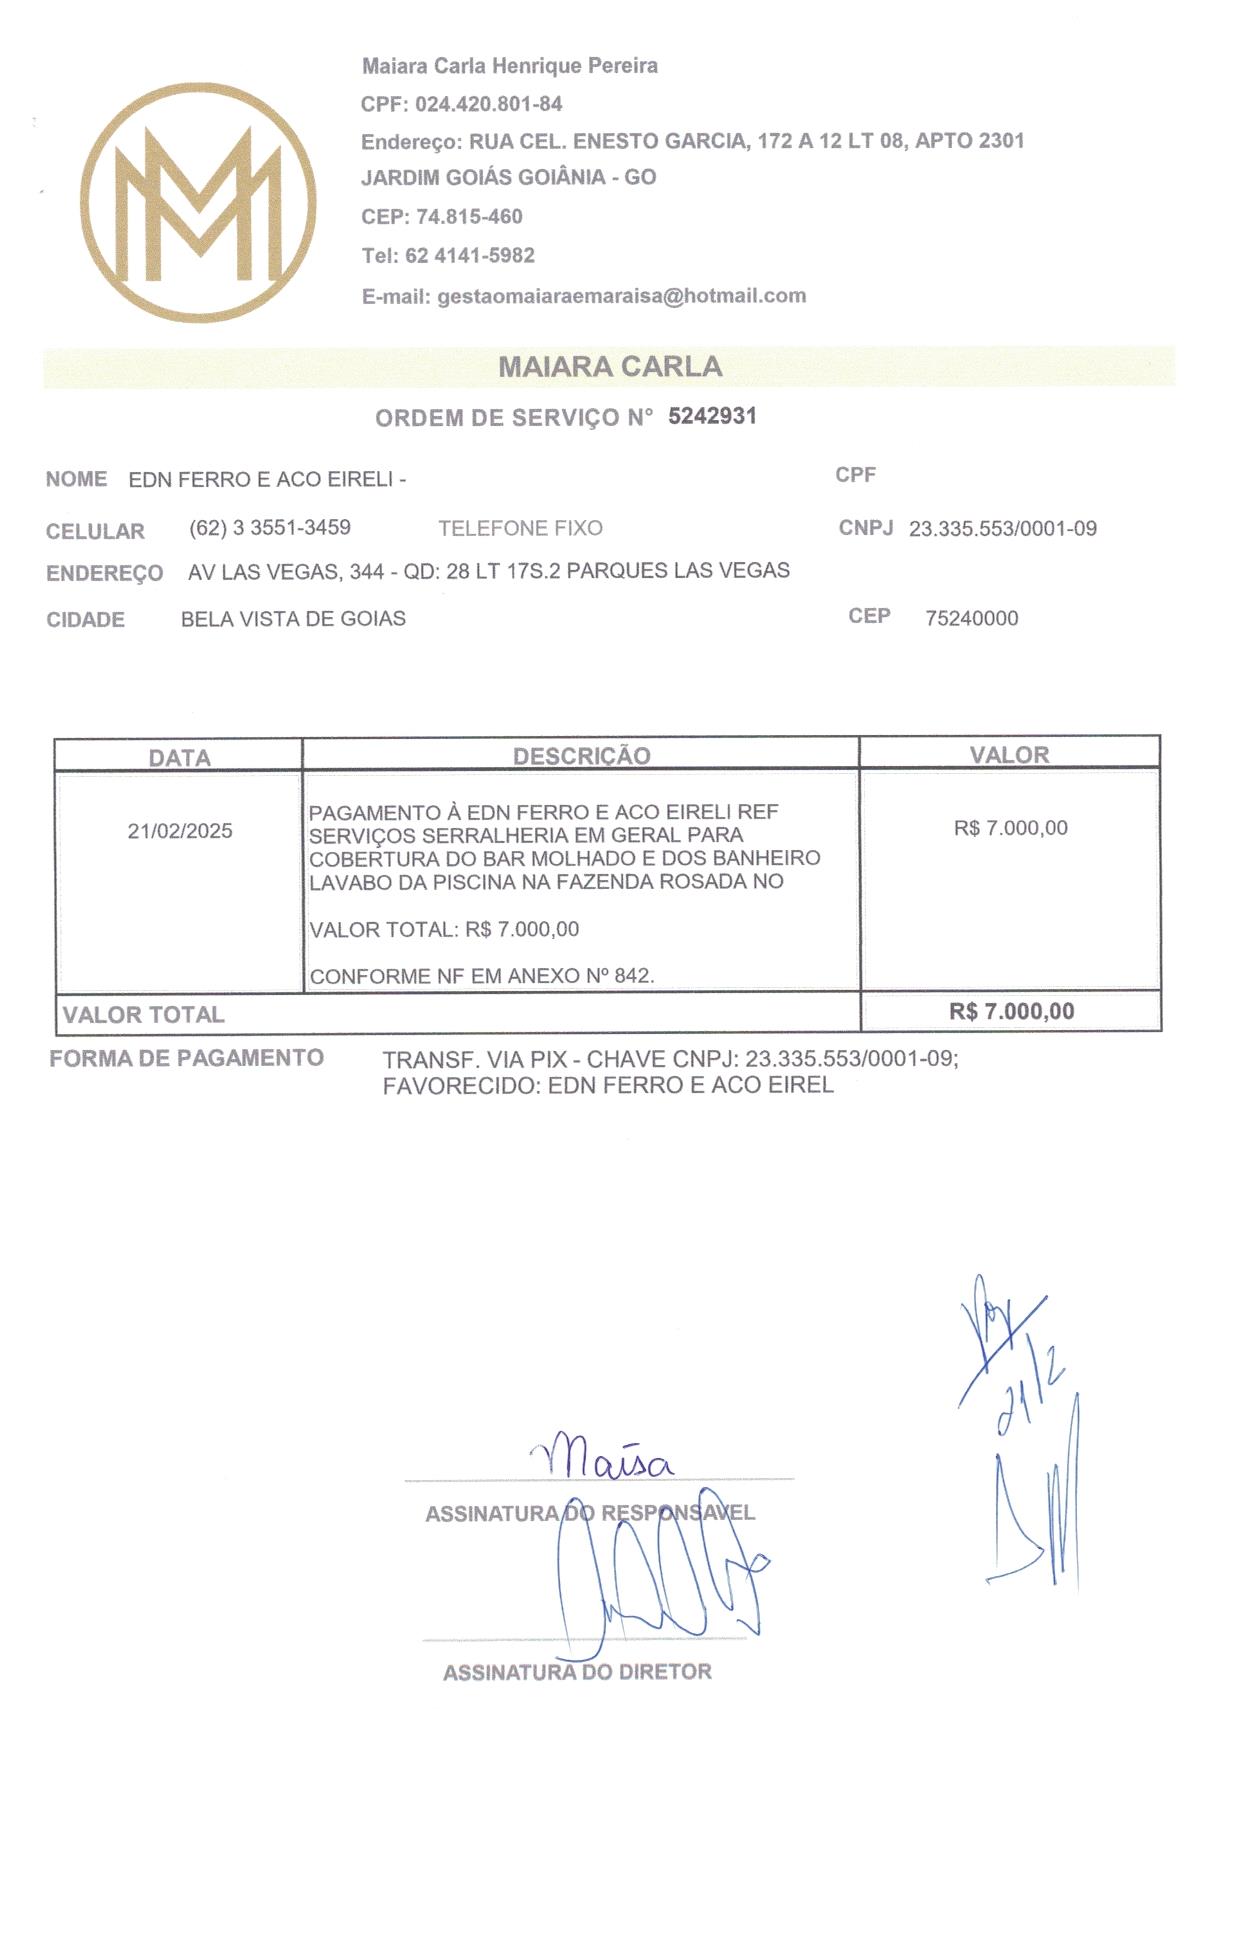 Maiara Carla Henrique Pereira
CPF: 024.420.801-84
Endereço: RUA CEL. ENESTO GARCIA, 172 A 12 LT 08, APTO 2301
JARDIM GOIÁS GOIÂNIA - GO
CEP: 74.815-460
Tel: 62 4141-5982
E-mail: gestaomaiaraemaraisa@hotmail.com
MM
MAIARA CARLA
ORDEM DE SERVIÇO N° 5242931
NOME EDN FERRO E ACO EIRELI - CPF
CELULAR (62) 3 3551-3459 TELEFONE FIXO CNPJ 23.335.553/0001-09
ENDEREÇO AV LAS VEGAS, 344 - QD: 28 LT 17S.2 PARQUES LAS VEGAS
CIDADE BELA VISTA DE GOIAS CEP 75240000
DATA DESCRIÇÃO VALOR
21/02/2025
PAGAMENTO À EDN FERRO E ACO EIRELI REF
SERVIÇOS SERRALHERIA EM GERAL PARA
COBERTURA DO BAR MOLHADO E DOS BANHEIRO
LAVABO DA PISCINA NA FAZENDA ROSADA NO
VALOR TOTAL: R$ 7.000,00
CONFORME NF EM ANEXO Nº 842.
R$ 7.000,00
VALOR TOTAL R$ 7.000,00
FORMA DE PAGAMENTO TRANSF. VIA PIX - CHAVE CNPJ: 23.335.553/0001-09;
FAVORECIDO: EDN FERRO E ACO EIREL
21/2
Maísa
ASSINATURA DO RESPONSAVEL
ASSINATURA DO DIRETOR